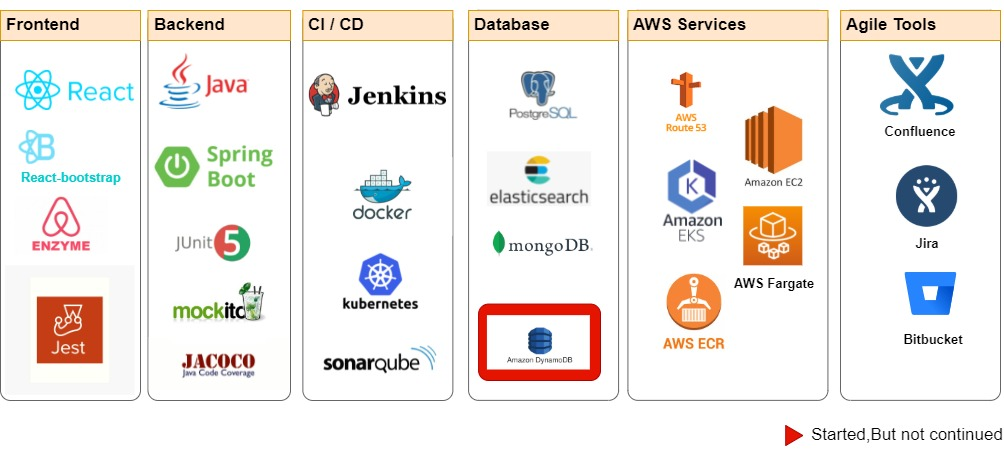 Frontend
React
B
React-bootstrap
ENZYME
Jest
Backend
Java
Spring
Boot
JUnit 5
mockito
JACOCO
Java Code Coverage
CI / CD
Jenkins
docker
kubernetes
sonarqube
Database
PostgreSQL
elasticsearch
mongoDB.
Amazon DynamoDB
AWS Services
AWS
Route 53
Amazon EC2
K
Amazon
EKS
AWS Fargate
AWS ECR
Agile Tools
Confluence
Jira
Bitbucket
Started,But not continued